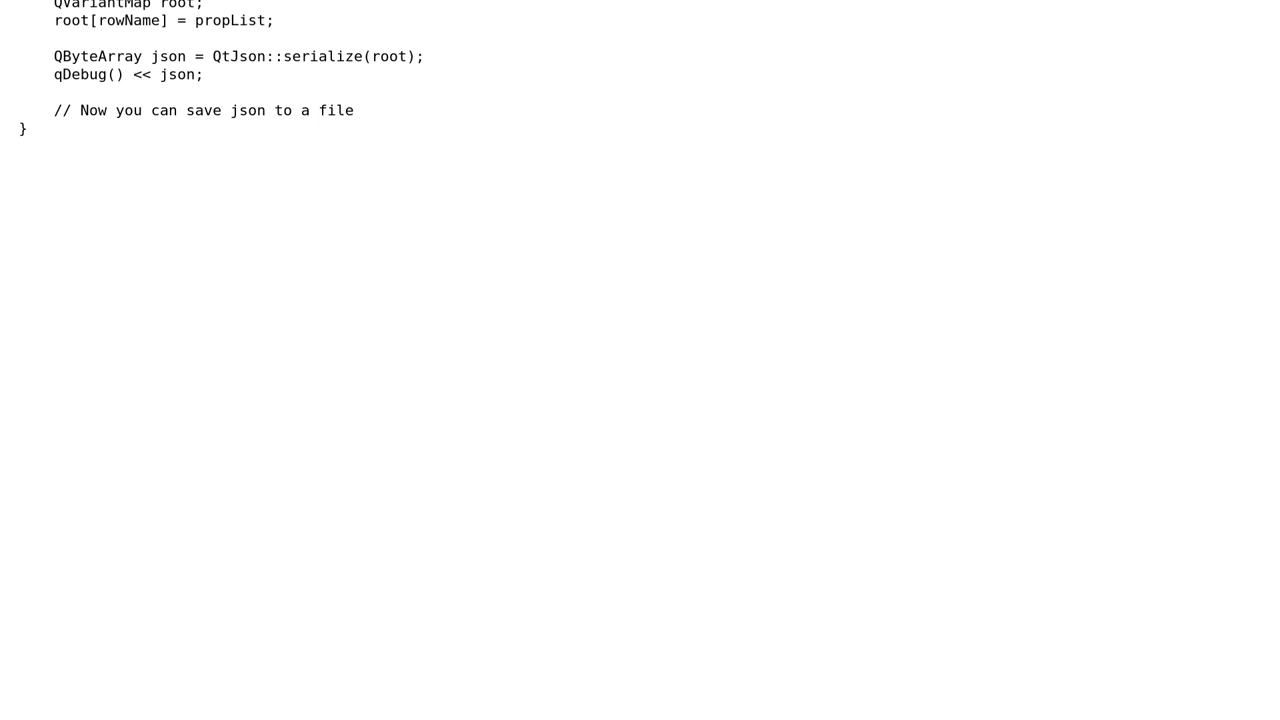 QVariantMap root;
root[rowName] = propList;

QByteArray json = QtJson::serialize(root);
qDebug() << json;

// Now you can save json to a file
}